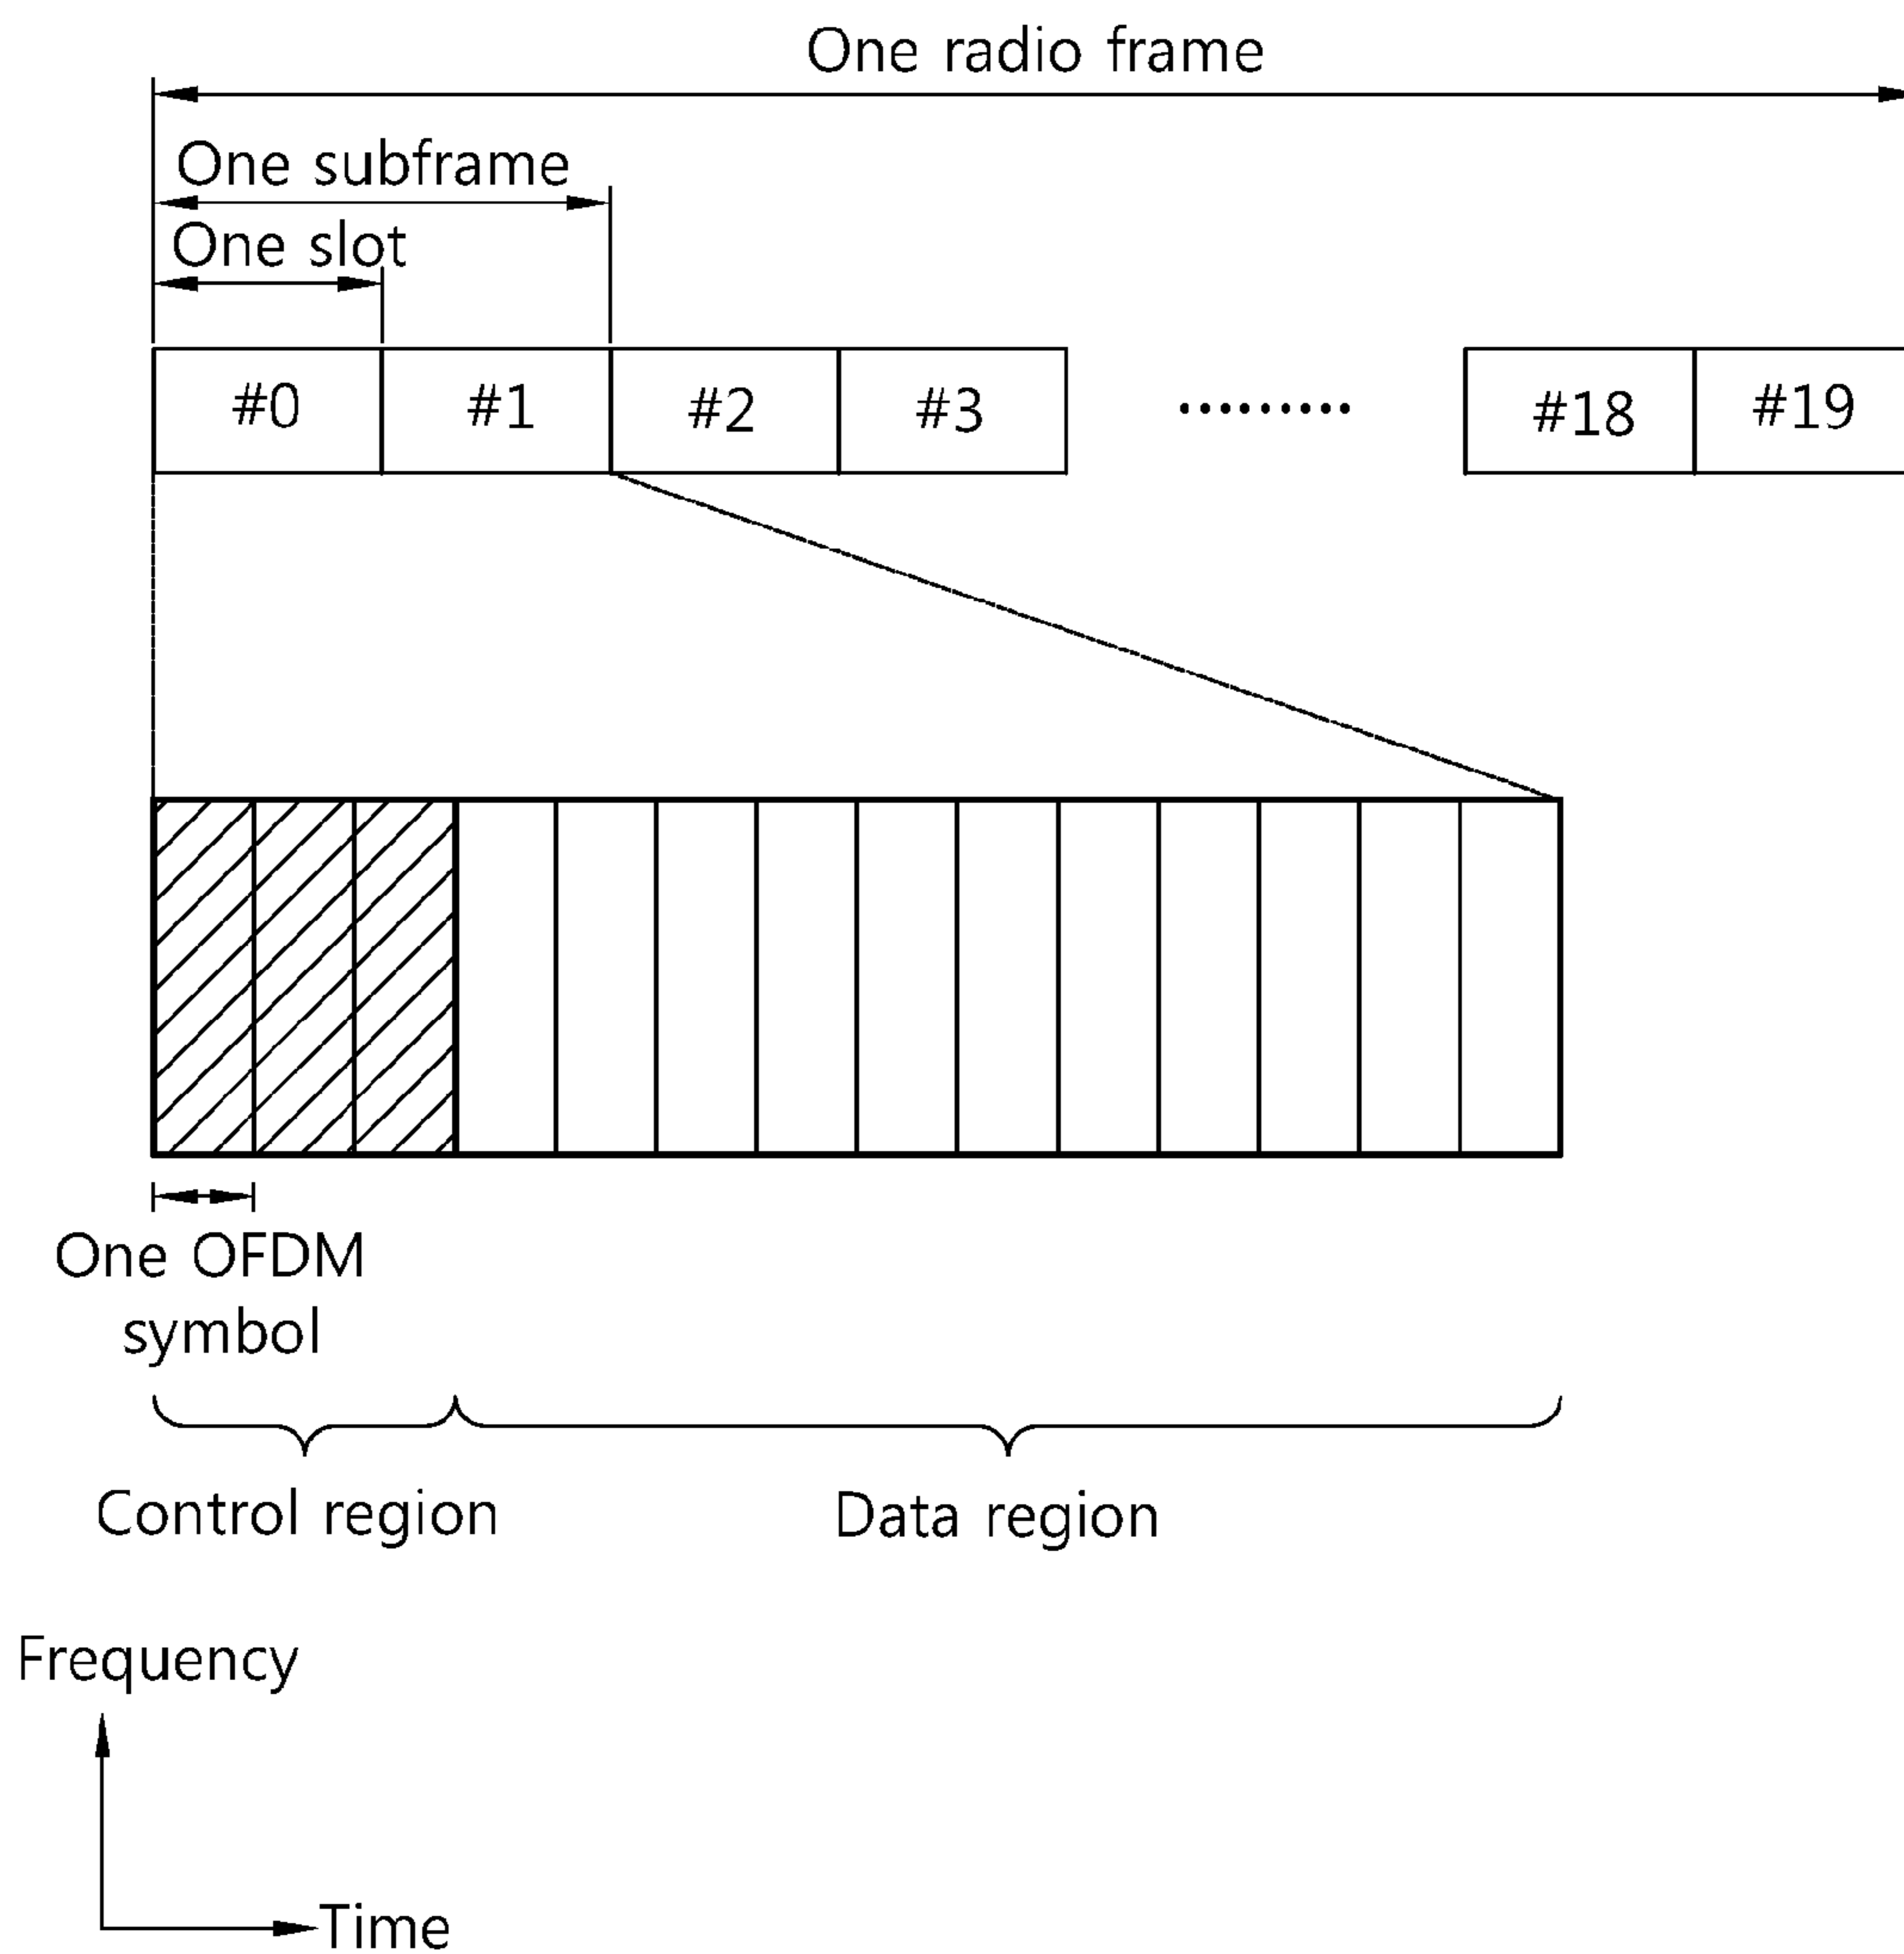 One radio frame
One subframe
One slot
#0 #1 #2 #3 ········· #18 #19
One OFDM
symbol
Control region Data region
Frequency
Time